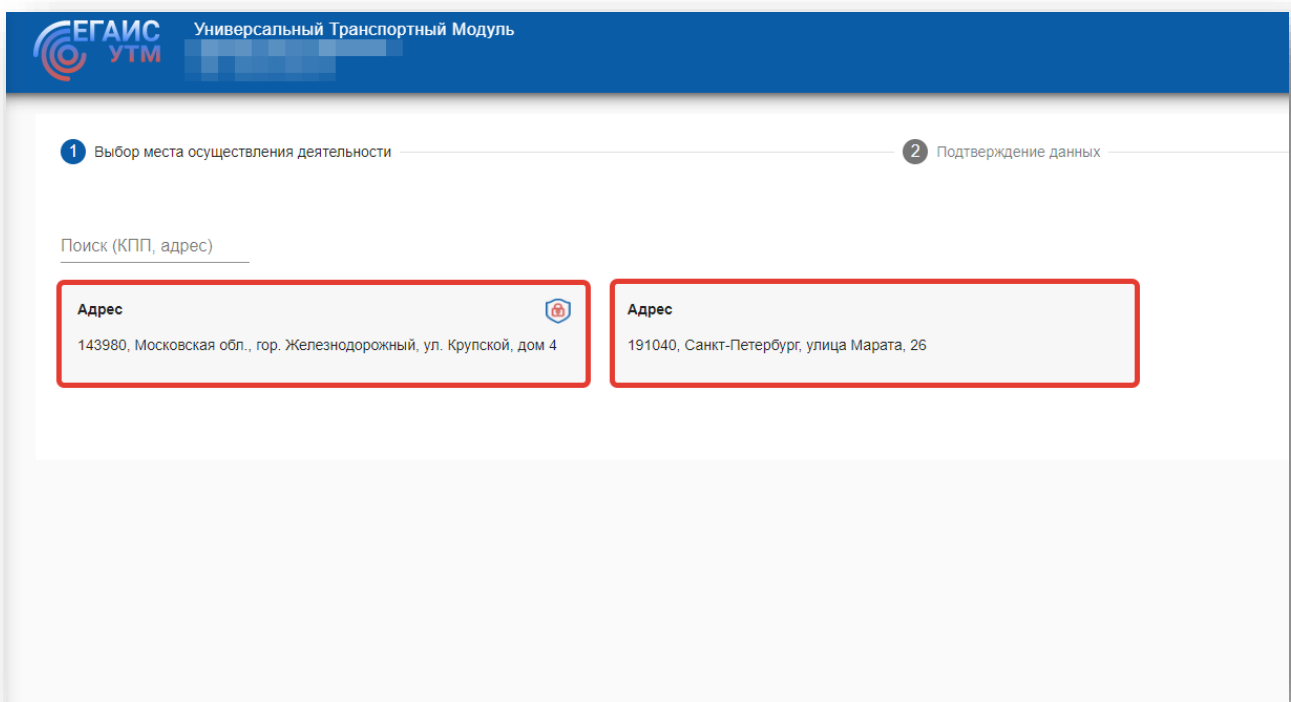 ЕГАИС
УТМ
Универсальный Транспортный Модуль
1 Выбор места осуществления деятельности
2 Подтверждение данных
Поиск (КПП, адрес)
Адрес
143980, Московская обл., гор. Железнодорожный, ул. Крупской, дом 4
Адрес
191040, Санкт-Петербург, улица Марата, 26